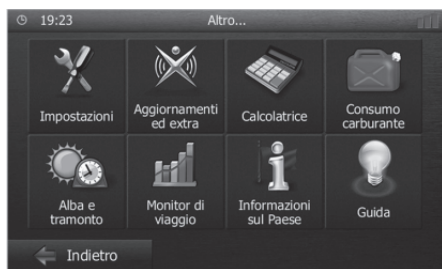 19:23
Altro...
Impostazioni
Aggiornamenti
ed extra
Calcolatrice
Consumo
carburante
Alba e
tramonto
Monitor di
viaggio
Informazioni
sul Paese
Guida
Indietro